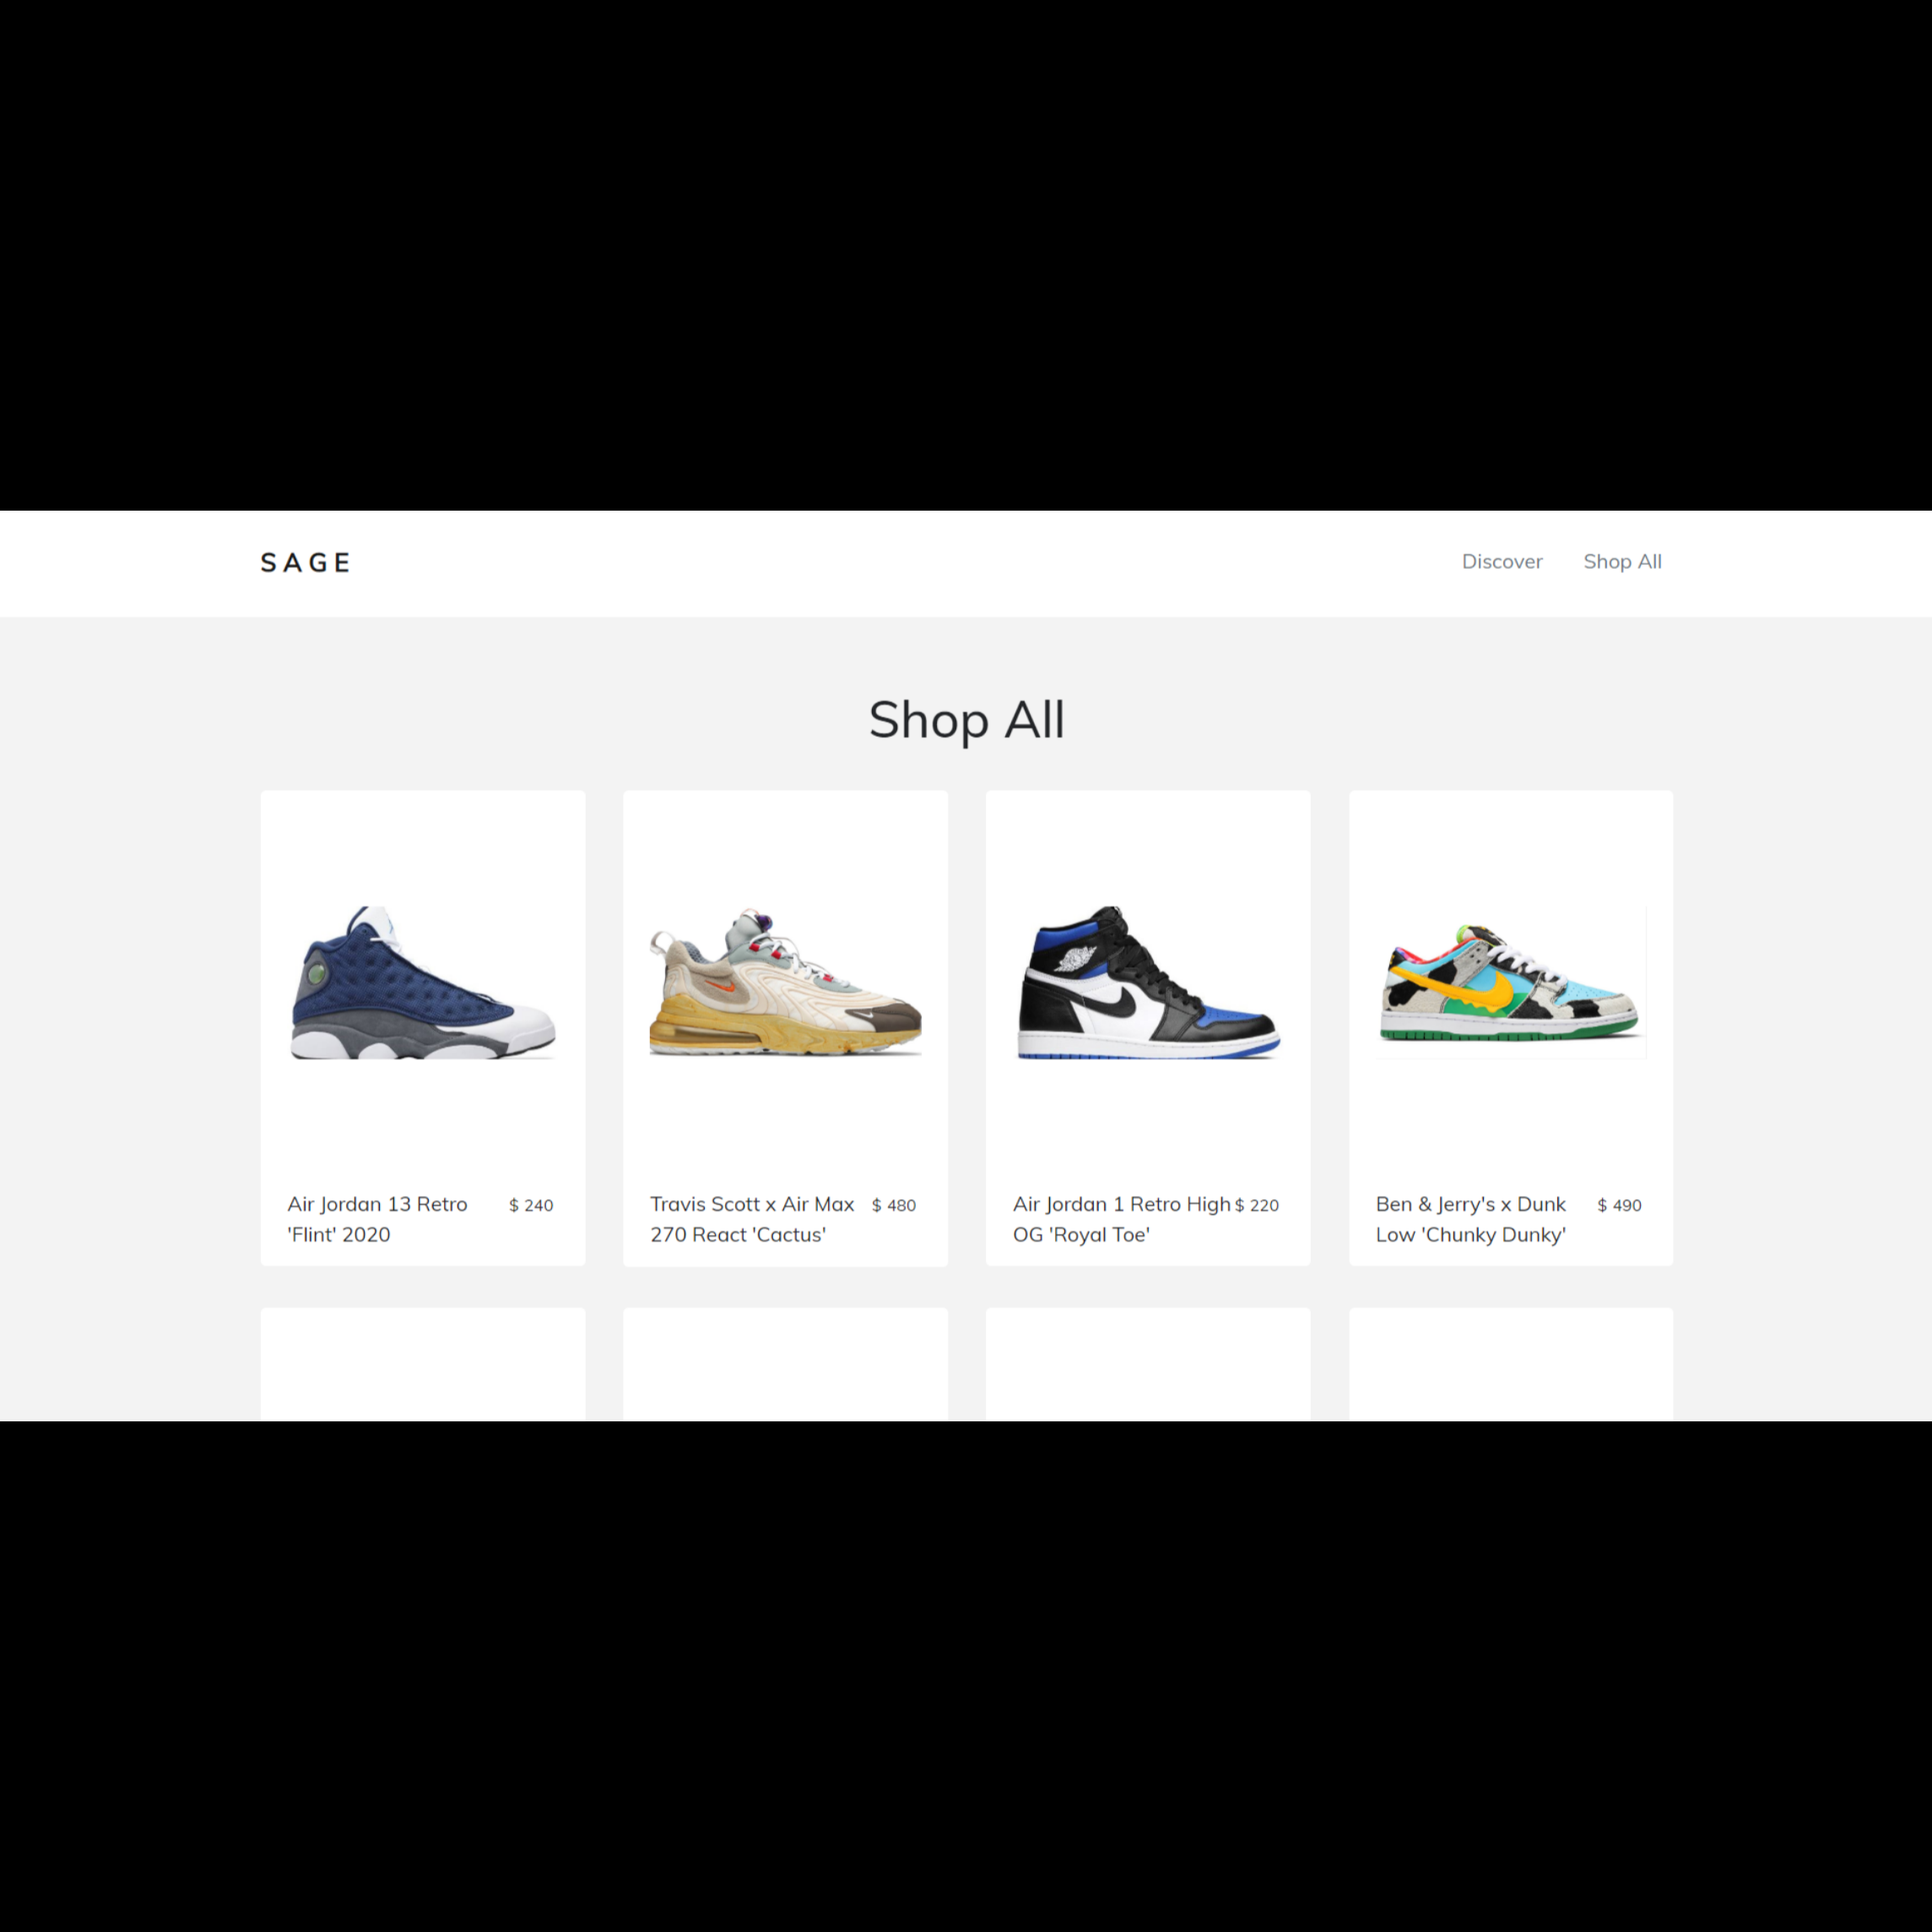 SAGE
Discover
Shop All
Shop All
Air Jordan 13 Retro
'Flint' 2020
$ 240
Travis Scott x Air Max
270 React 'Cactus'
$ 480
Air Jordan 1 Retro High
OG 'Royal Toe'
$ 220
Ben & Jerry's x Dunk
Low 'Chunky Dunky'
$ 490